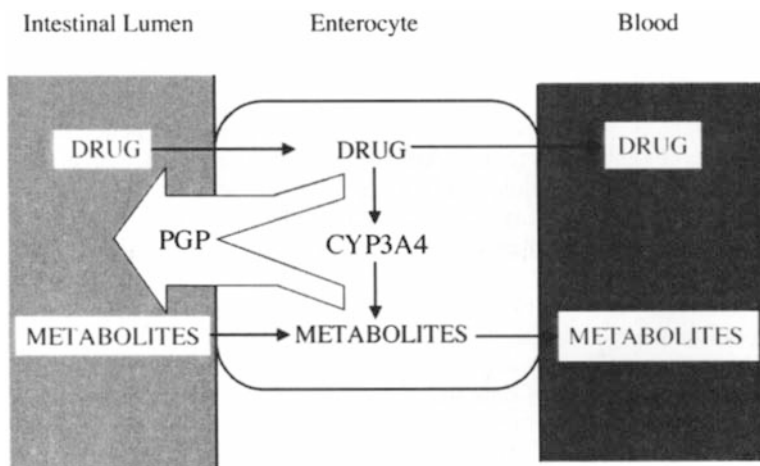 Intestinal Lumen Enterocyte Blood
DRUG DRUG DRUG
PGP CYP3A4
METABOLITES METABOLITES METABOLITES